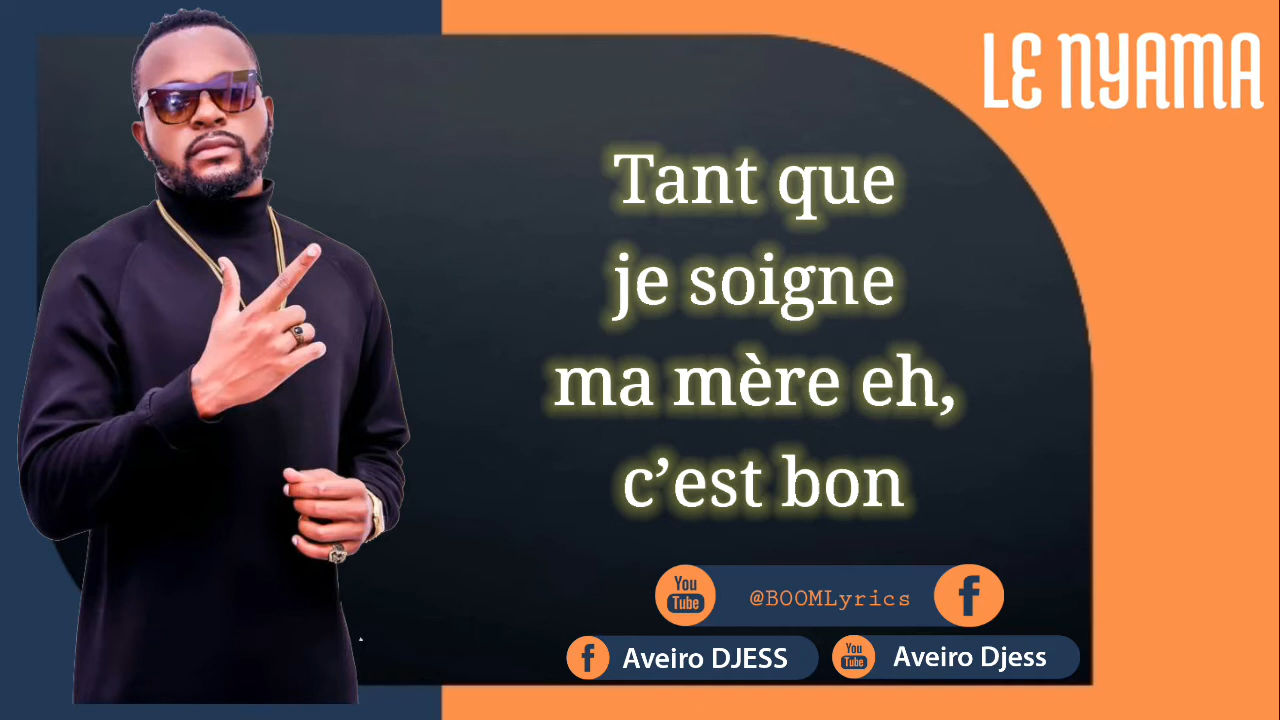 LE NYAMA
Tant que
je soigne
ma mère eh,
c’est bon
You
Tube
@BOOMLyrics
f
f
Aveiro DJESS
You
Tube
Aveiro Djess